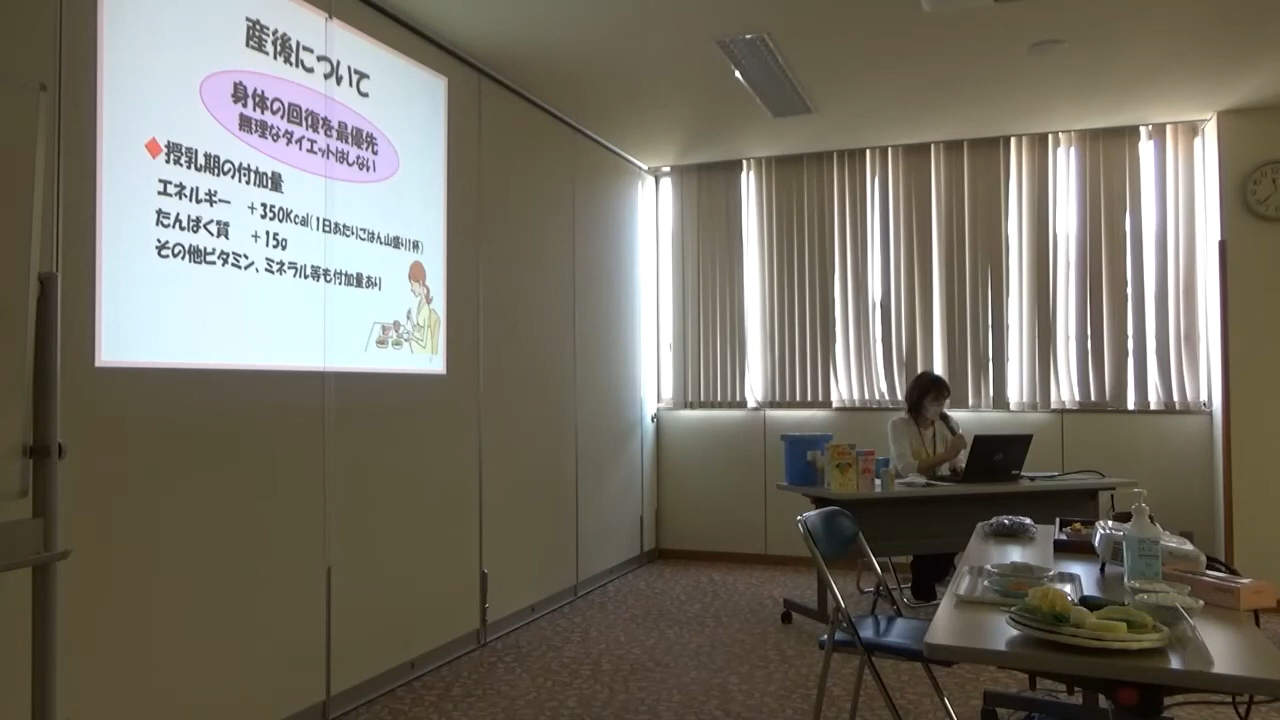 産後について
身体の回復を最優先
無理なダイエットはしない
◆授乳期の付加量
エネルギー　+350Kcal(1日あたりごはん山盛り1杯)
たんぱく質　+15g
その他ビタミン、ミネラル等も付加量あり